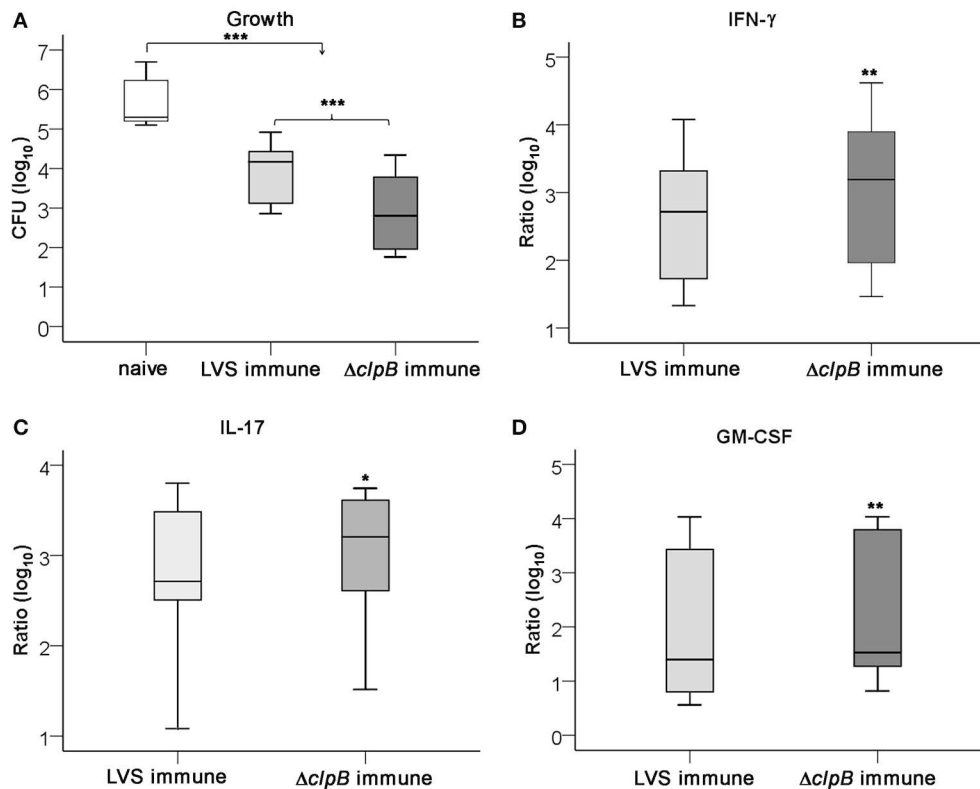 A
Growth
***
***
7
6
5
4
3
2
1
0
CFU (log10)
naive
LVS immune
ΔclpB immune
B
IFN-γ
**
5
4
3
2
1
Ratio (log10)
LVS immune
ΔclpB immune
C
IL-17
*
4
3
2
1
Ratio (log10)
LVS immune
ΔclpB immune
D
GM-CSF
**
5
4
3
2
1
0
Ratio (log10)
LVS immune
ΔclpB immune